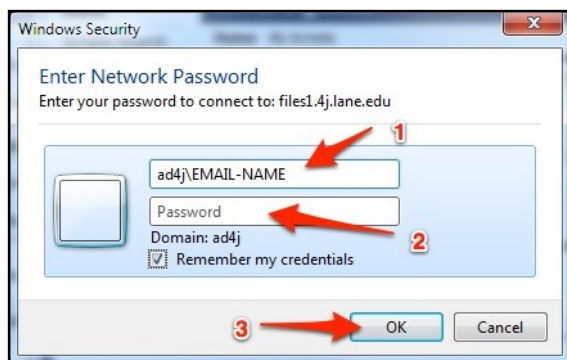 Windows Security
Enter Network Password
Enter your password to connect to: files1.4j.lane.edu
1
ad4j\EMAIL-NAME
Password
2
Domain: ad4j
Remember my credentials
3
OK
Cancel